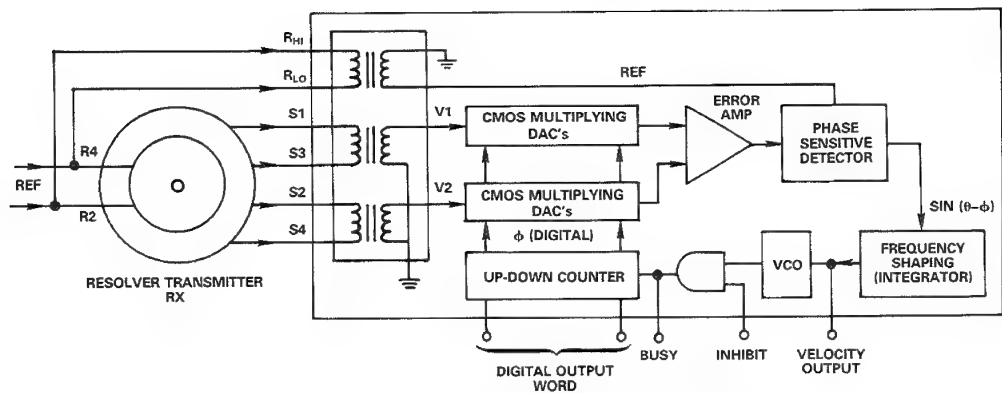 R_HI
R_LO
REF
ERROR
AMP
S1
V1
CMOS MULTIPLYING
DAC's
PHASE
SENSITIVE
DETECTOR
R4
S3
REF
S2
V2
CMOS MULTIPLYING
DAC's
R2
S4
φ (DIGITAL)
SIN (θ–φ)
RESOLVER TRANSMITTER
RX
UP-DOWN COUNTER
VCO
FREQUENCY
SHAPING
(INTEGRATOR)
BUSY
INHIBIT
VELOCITY
OUTPUT
DIGITAL OUTPUT
WORD